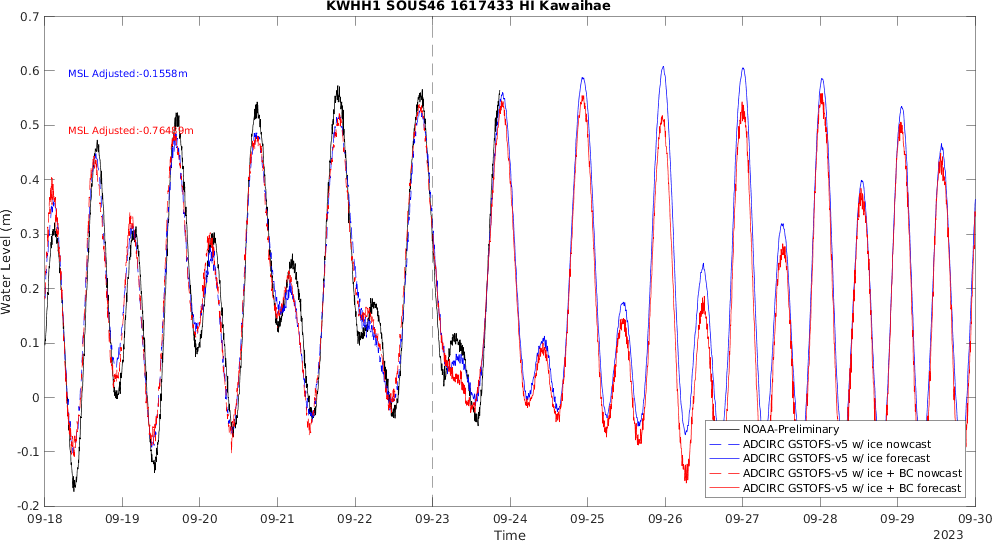 KWHH1 SOUS46 1617433 HI Kawaihae
0.7
0.6
0.5
0.4
0.3
0.2
0.1
0
-0.1
-0.2
Water Level (m)
MSL Adjusted:-0.1558m
MSL Adjusted:-0.76489m
NOAA-Preliminary
ADCIRC GSTOFS-v5 w/ ice nowcast
ADCIRC GSTOFS-v5 w/ ice forecast
ADCIRC GSTOFS-v5 w/ ice + BC nowcast
ADCIRC GSTOFS-v5 w/ ice + BC forecast
09-18 09-19 09-20 09-21 09-22 09-23 09-24 09-25 09-26 09-27 09-28 09-29 09-30
Time
2023